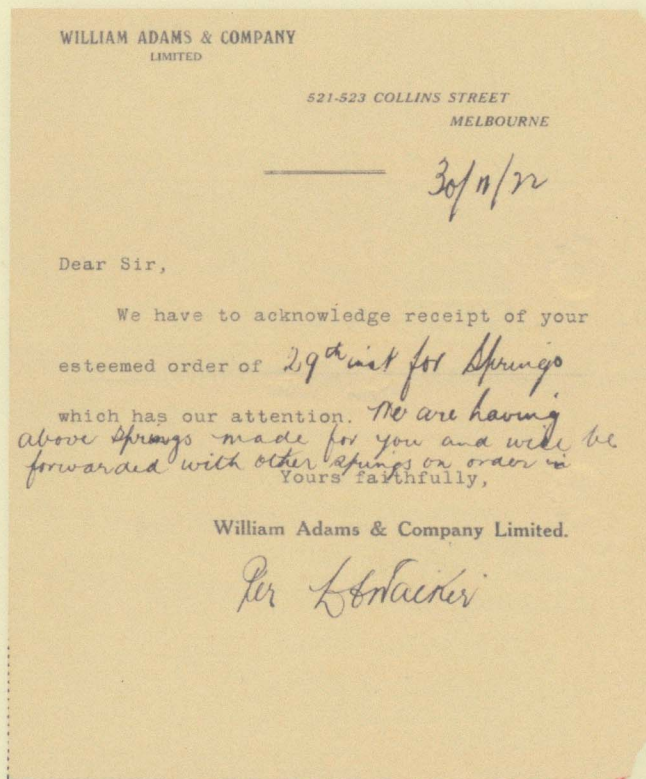 WILLIAM ADAMS & COMPANY
LIMITED
521-523 COLLINS STREET
MELBOURNE
30/11/22
Dear Sir,
We have to acknowledge receipt of your
esteemed order of 29th inst for Springs
which has our attention. We are having
above springs made for you and will be
forwarded with other springs on order
Yours faithfully,
William Adams & Company Limited.
Per